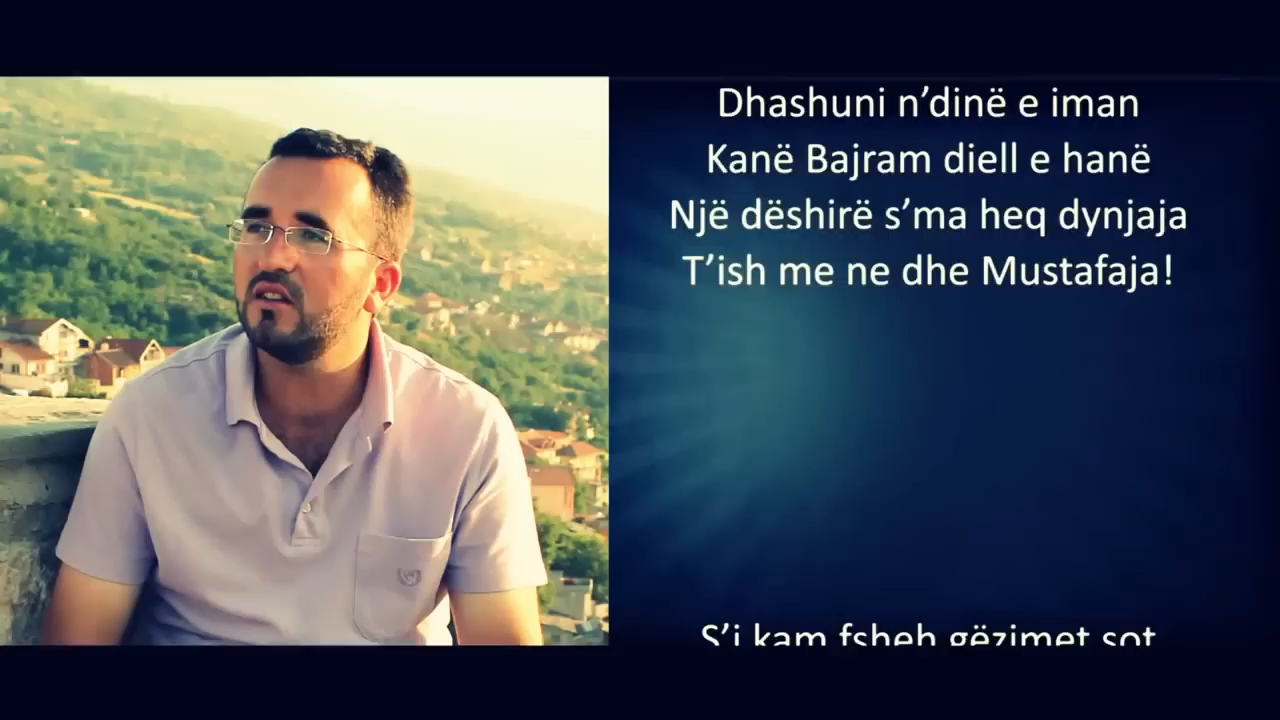 Dhashuni n’dinë e iman
Kanë Bajram diell e hanë
Një dëshirë s’ma heq dynjaja
T’ish me ne dhe Mustafaja!
S’i kam fsheh gëzimet sot